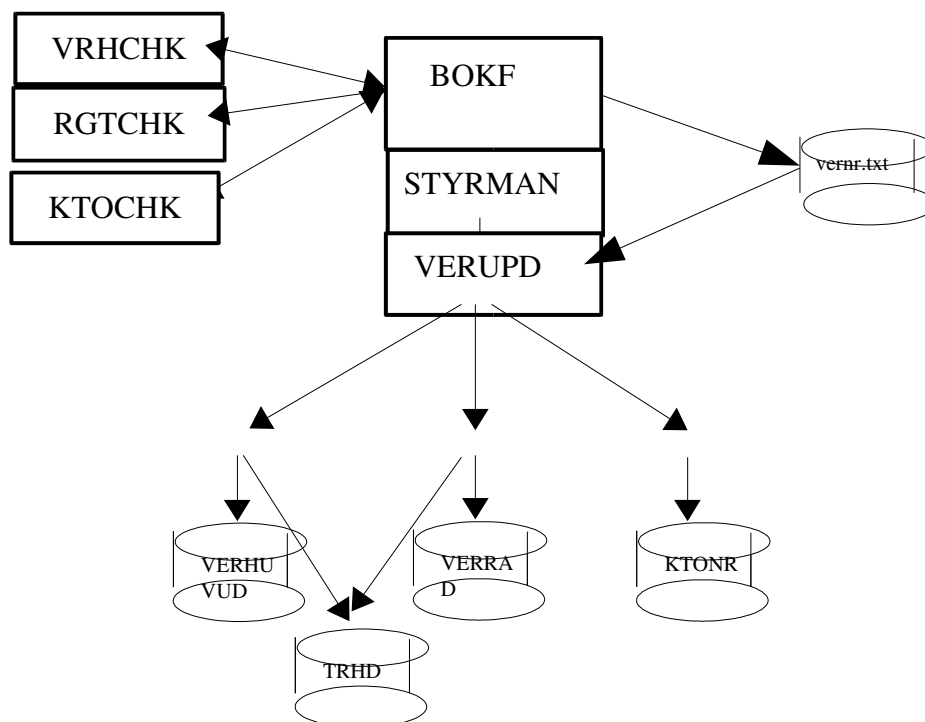 VRHCHK
BOKF
RGTCHK
vernr.txt
STYRMAN
KTOCHK
VERUPD
VERHU
VUD
VERRA
D
KTONR
TRHD